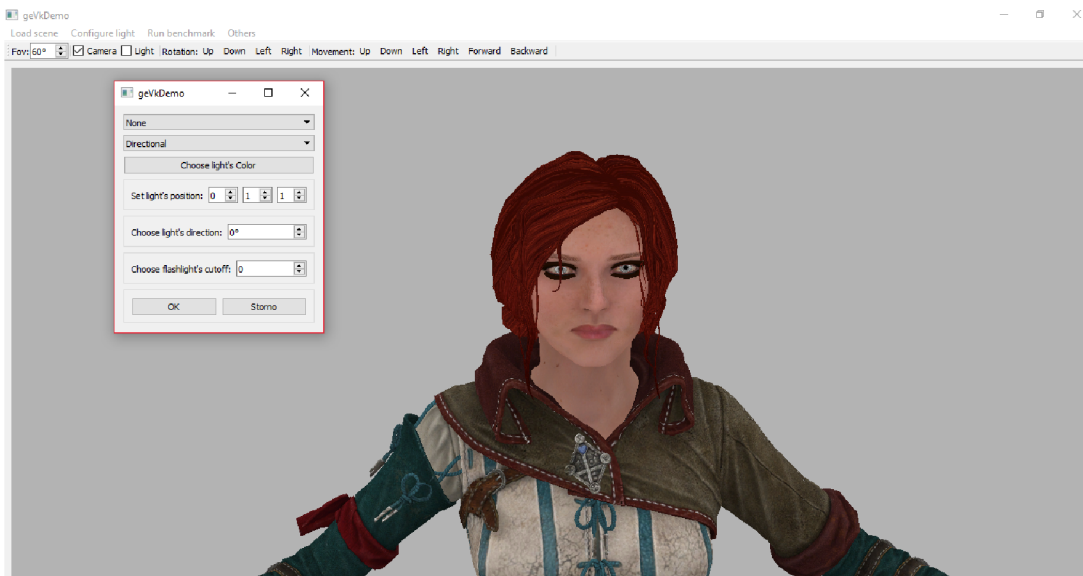 geVkDemo
Load scene Configure light Run benchmark Others
Fov: 60° Camera Light Rotation: Up Down Left Right Movement: Up Down Left Right Forward Backward
geVkDemo
None
Directional
Choose light's Color
Set light's position: 0 1 1
Choose light's direction: 0°
Choose flashlight's cutoff: 0
OK Storno